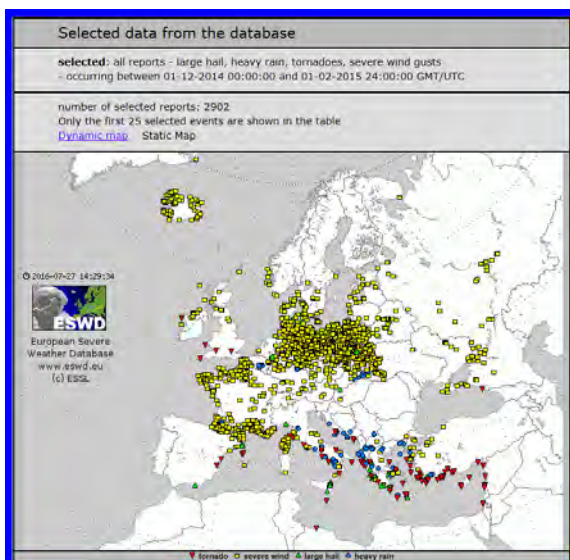 Selected data from the database
selected: all reports - large hail, heavy rain, tornadoes, severe wind gusts
- occurring between 01-12-2014 00:00:00 and 01-02-2015 24:00:00 GMT/UTC
number of selected reports: 2902
Only the first 25 selected events are shown in the table
Dynamic map Static Map
2016-07-27 14:29:34
ESWD
European Severe
Weather Database
www.eswd.eu
(c) ESSL
tornado severe wind large hail heavy rain